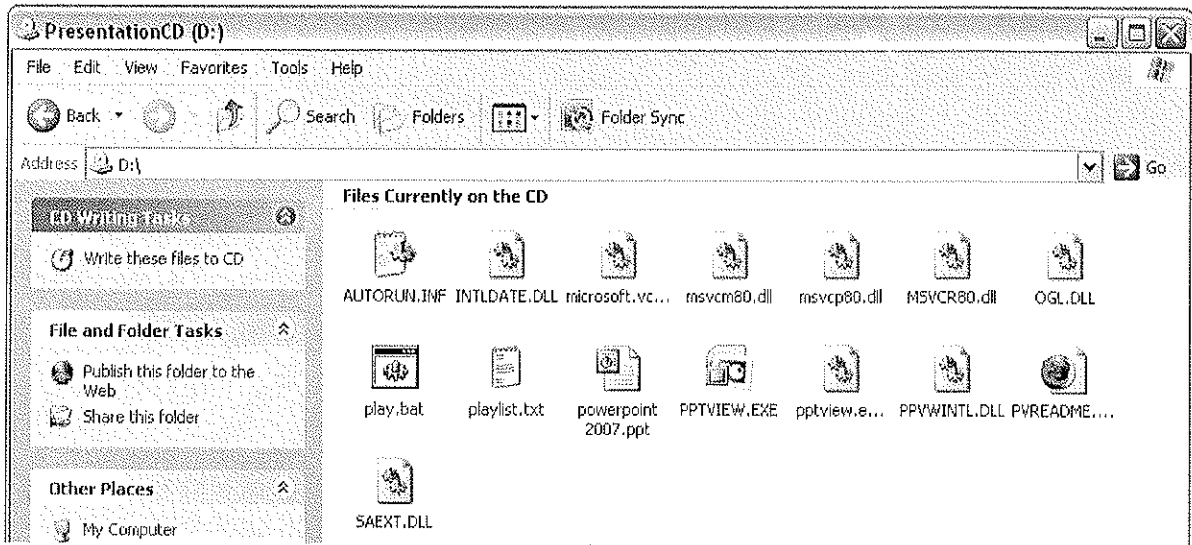 PresentationCD (D:)
File Edit View Favorites Tools Help
Back Search Folders Folder Sync
Address D:\ Go
CD Writing Tasks
Write these files to CD
File and Folder Tasks
Publish this folder to the
Web
Share this folder
Other Places
My Computer
Files Currently on the CD
AUTORUN.INF INTLDATE.DLL microsoft.vc... msvcm80.dll msvcp80.dll MSVCR80.dll OGL.DLL
play.bat playlist.txt powerpoint PPTVIEW.EXE pptview.e... PPVWINTL.DLL PVREADME....
2007.ppt
SAEXT.DLL